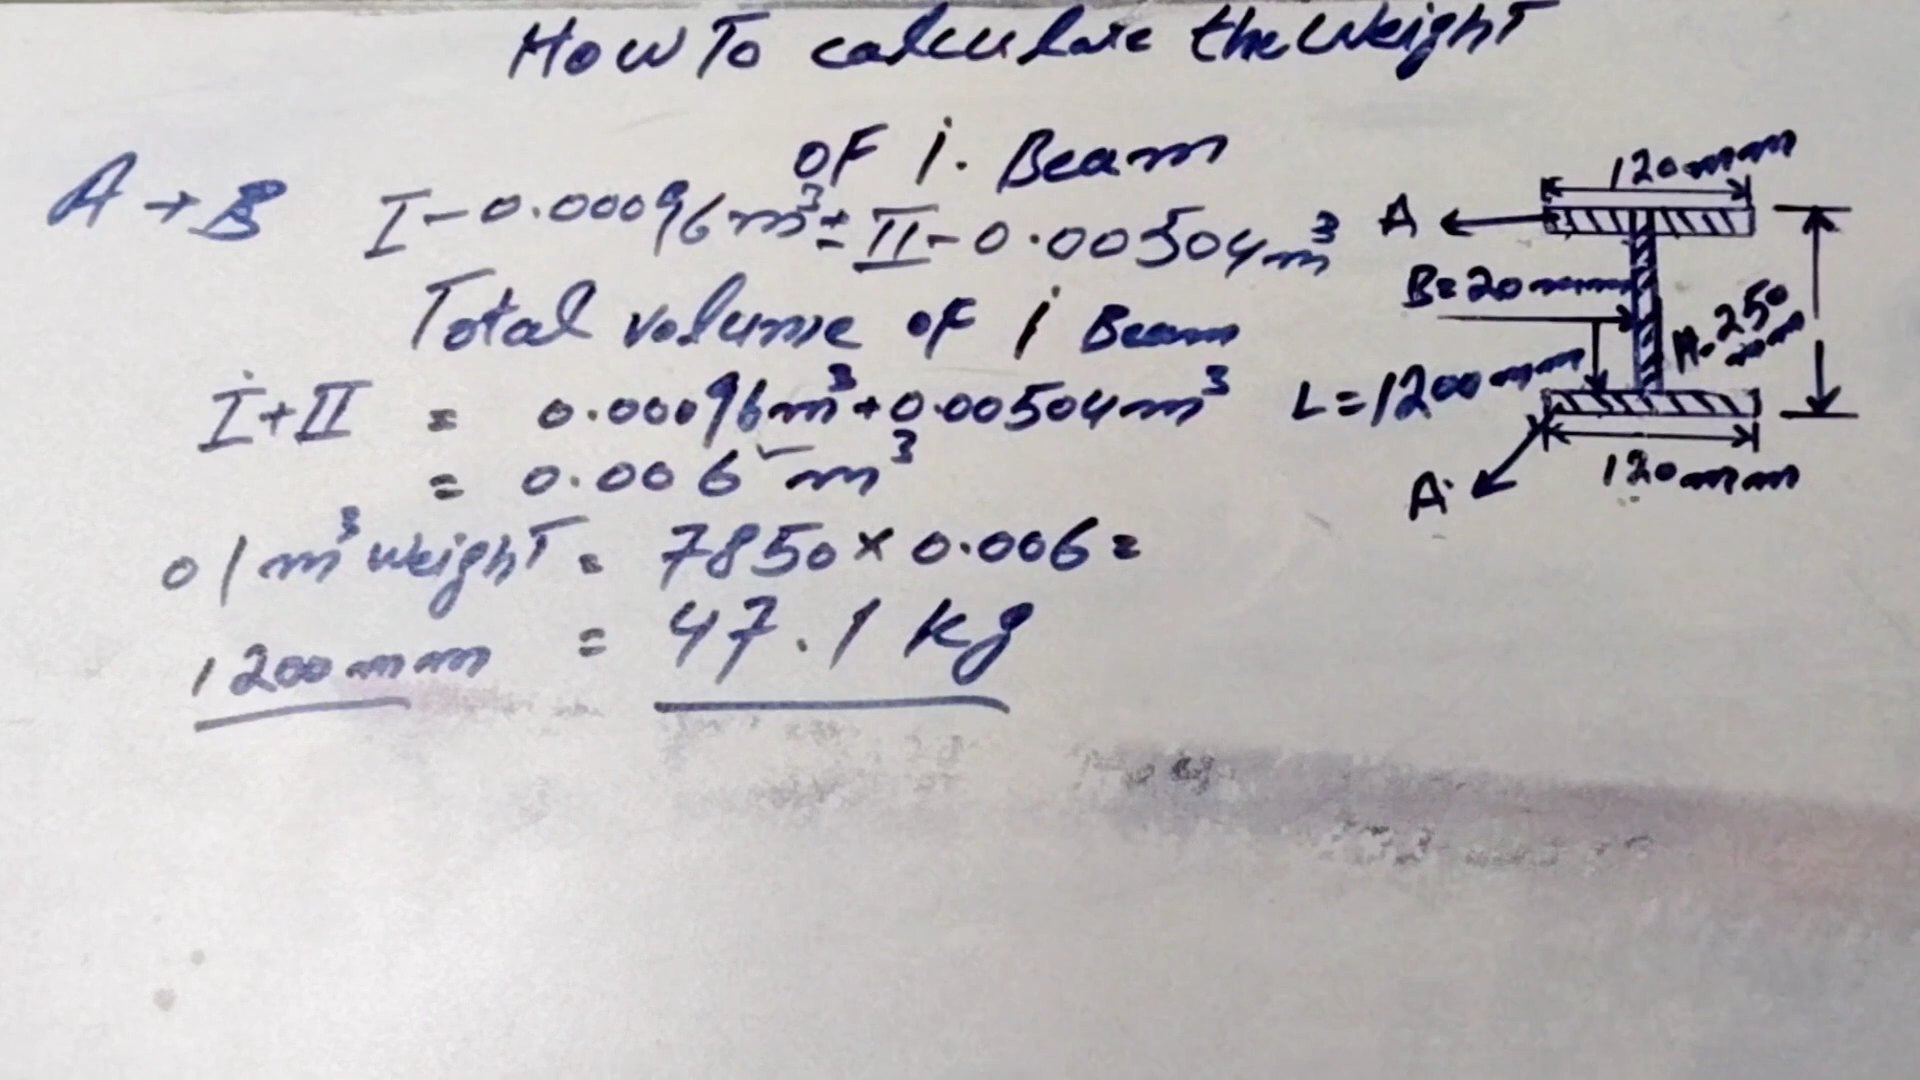 How To calculate the Weight
of i. Beam
A → B I - 0.00096m³ ± II - 0.00504m³
Total volume of i Beam
I + II = 0.00096m³ + 0.00504m³
= 0.006 m³
01 m³ weight = 7850 × 0.006 =
1200mm = 47.1 kg
120mm
A
B=20mm
H-250mm
L=1200mm
120mm
A